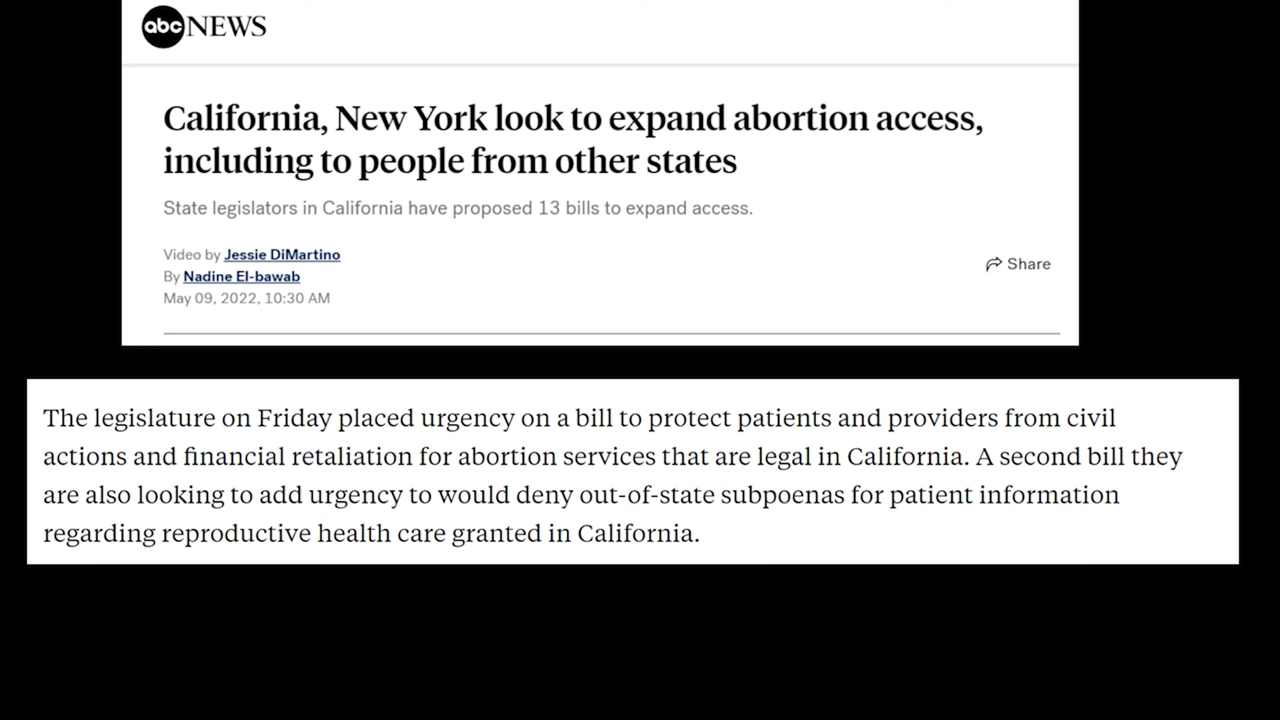 abc NEWS
California, New York look to expand abortion access,
including to people from other states
State legislators in California have proposed 13 bills to expand access.
Video by Jessie DiMartino
By Nadine El-bawab
Share
May 09, 2022, 10:30 AM
The legislature on Friday placed urgency on a bill to protect patients and providers from civil
actions and financial retaliation for abortion services that are legal in California. A second bill they
are also looking to add urgency to would deny out-of-state subpoenas for patient information
regarding reproductive health care granted in California.